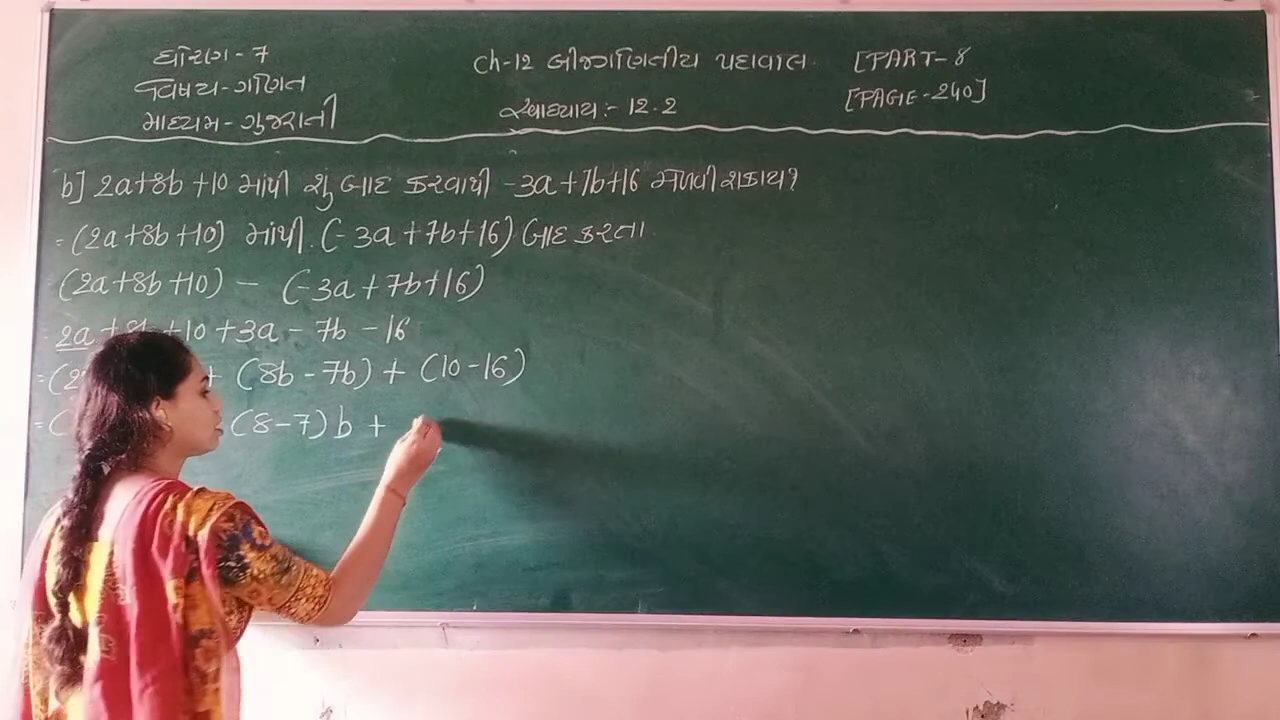 ધોરણ - 7
વિષય - ગણિત
માધ્યમ - ગુજરાતી
Ch-12 બીજગણિતીય પદાવલિ
[PART-8
સ્વાધ્યાય :- 12.2
[PAGE-240]
b] 2a+8b+10 માંથી શું બાદ કરવાથી -3a+7b+16 મળવી શકાય?
= (2a+8b+10) માંથી (-3a+7b+16) બાદ કરતા
(2a+8b+10) - (-3a+7b+16)
2a + +10 +3a - 7b - 16
= (2 + (8b-7b) + (10-16)
= ( (8-7)b +